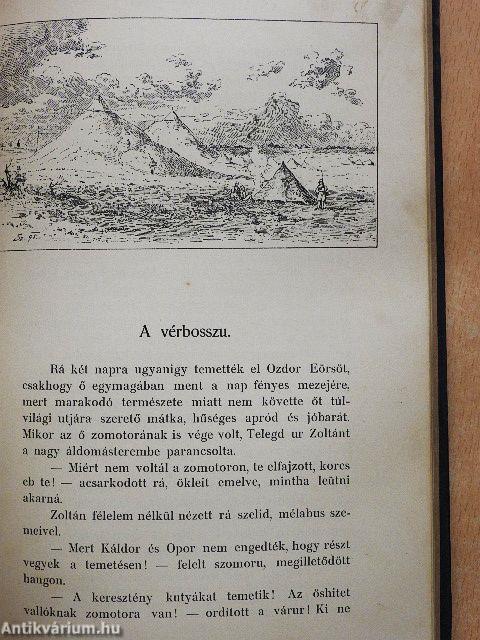 A vérbosszu.
Rá két napra ugyanigy temették el Ozdor Eörsöt,
csakhogy ő egymagában ment a nap fényes mezejére,
mert marakodó természete miatt nem követte őt túl-
világi utjára szerető mátka, hűséges apród és jóbarát.
Mikor az ő zomotorának is vége volt, Telegd ur Zoltánt
a nagy áldomásterembe parancsolta.
— Miért nem voltál a zomotoron, te elfajzott, korcs
eb te! — acsarkodott rá, ökleit emelve, mintha leütni
akarná.
Zoltán félelem nélkül nézett rá szelid, mélabus sze-
meivel.
— Mert Káldor és Opor nem engedték, hogy részt
vegyek a temetésen! — felelt szomoru, megilletődött
hangon.
— A keresztény kutyákat temetik! Az őshitet
vallóknak zomotora van! — orditott a várur! Ki ne
Antikvárium.hu